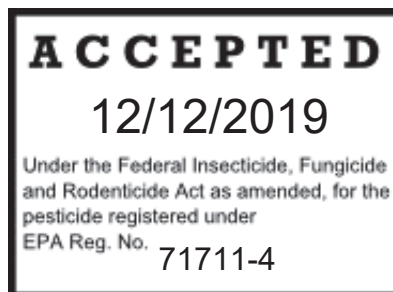 ACCEPTED
12/12/2019
Under the Federal Insecticide, Fungicide
and Rodenticide Act as amended, for the
pesticide registered under
EPA Reg. No. 71711-4